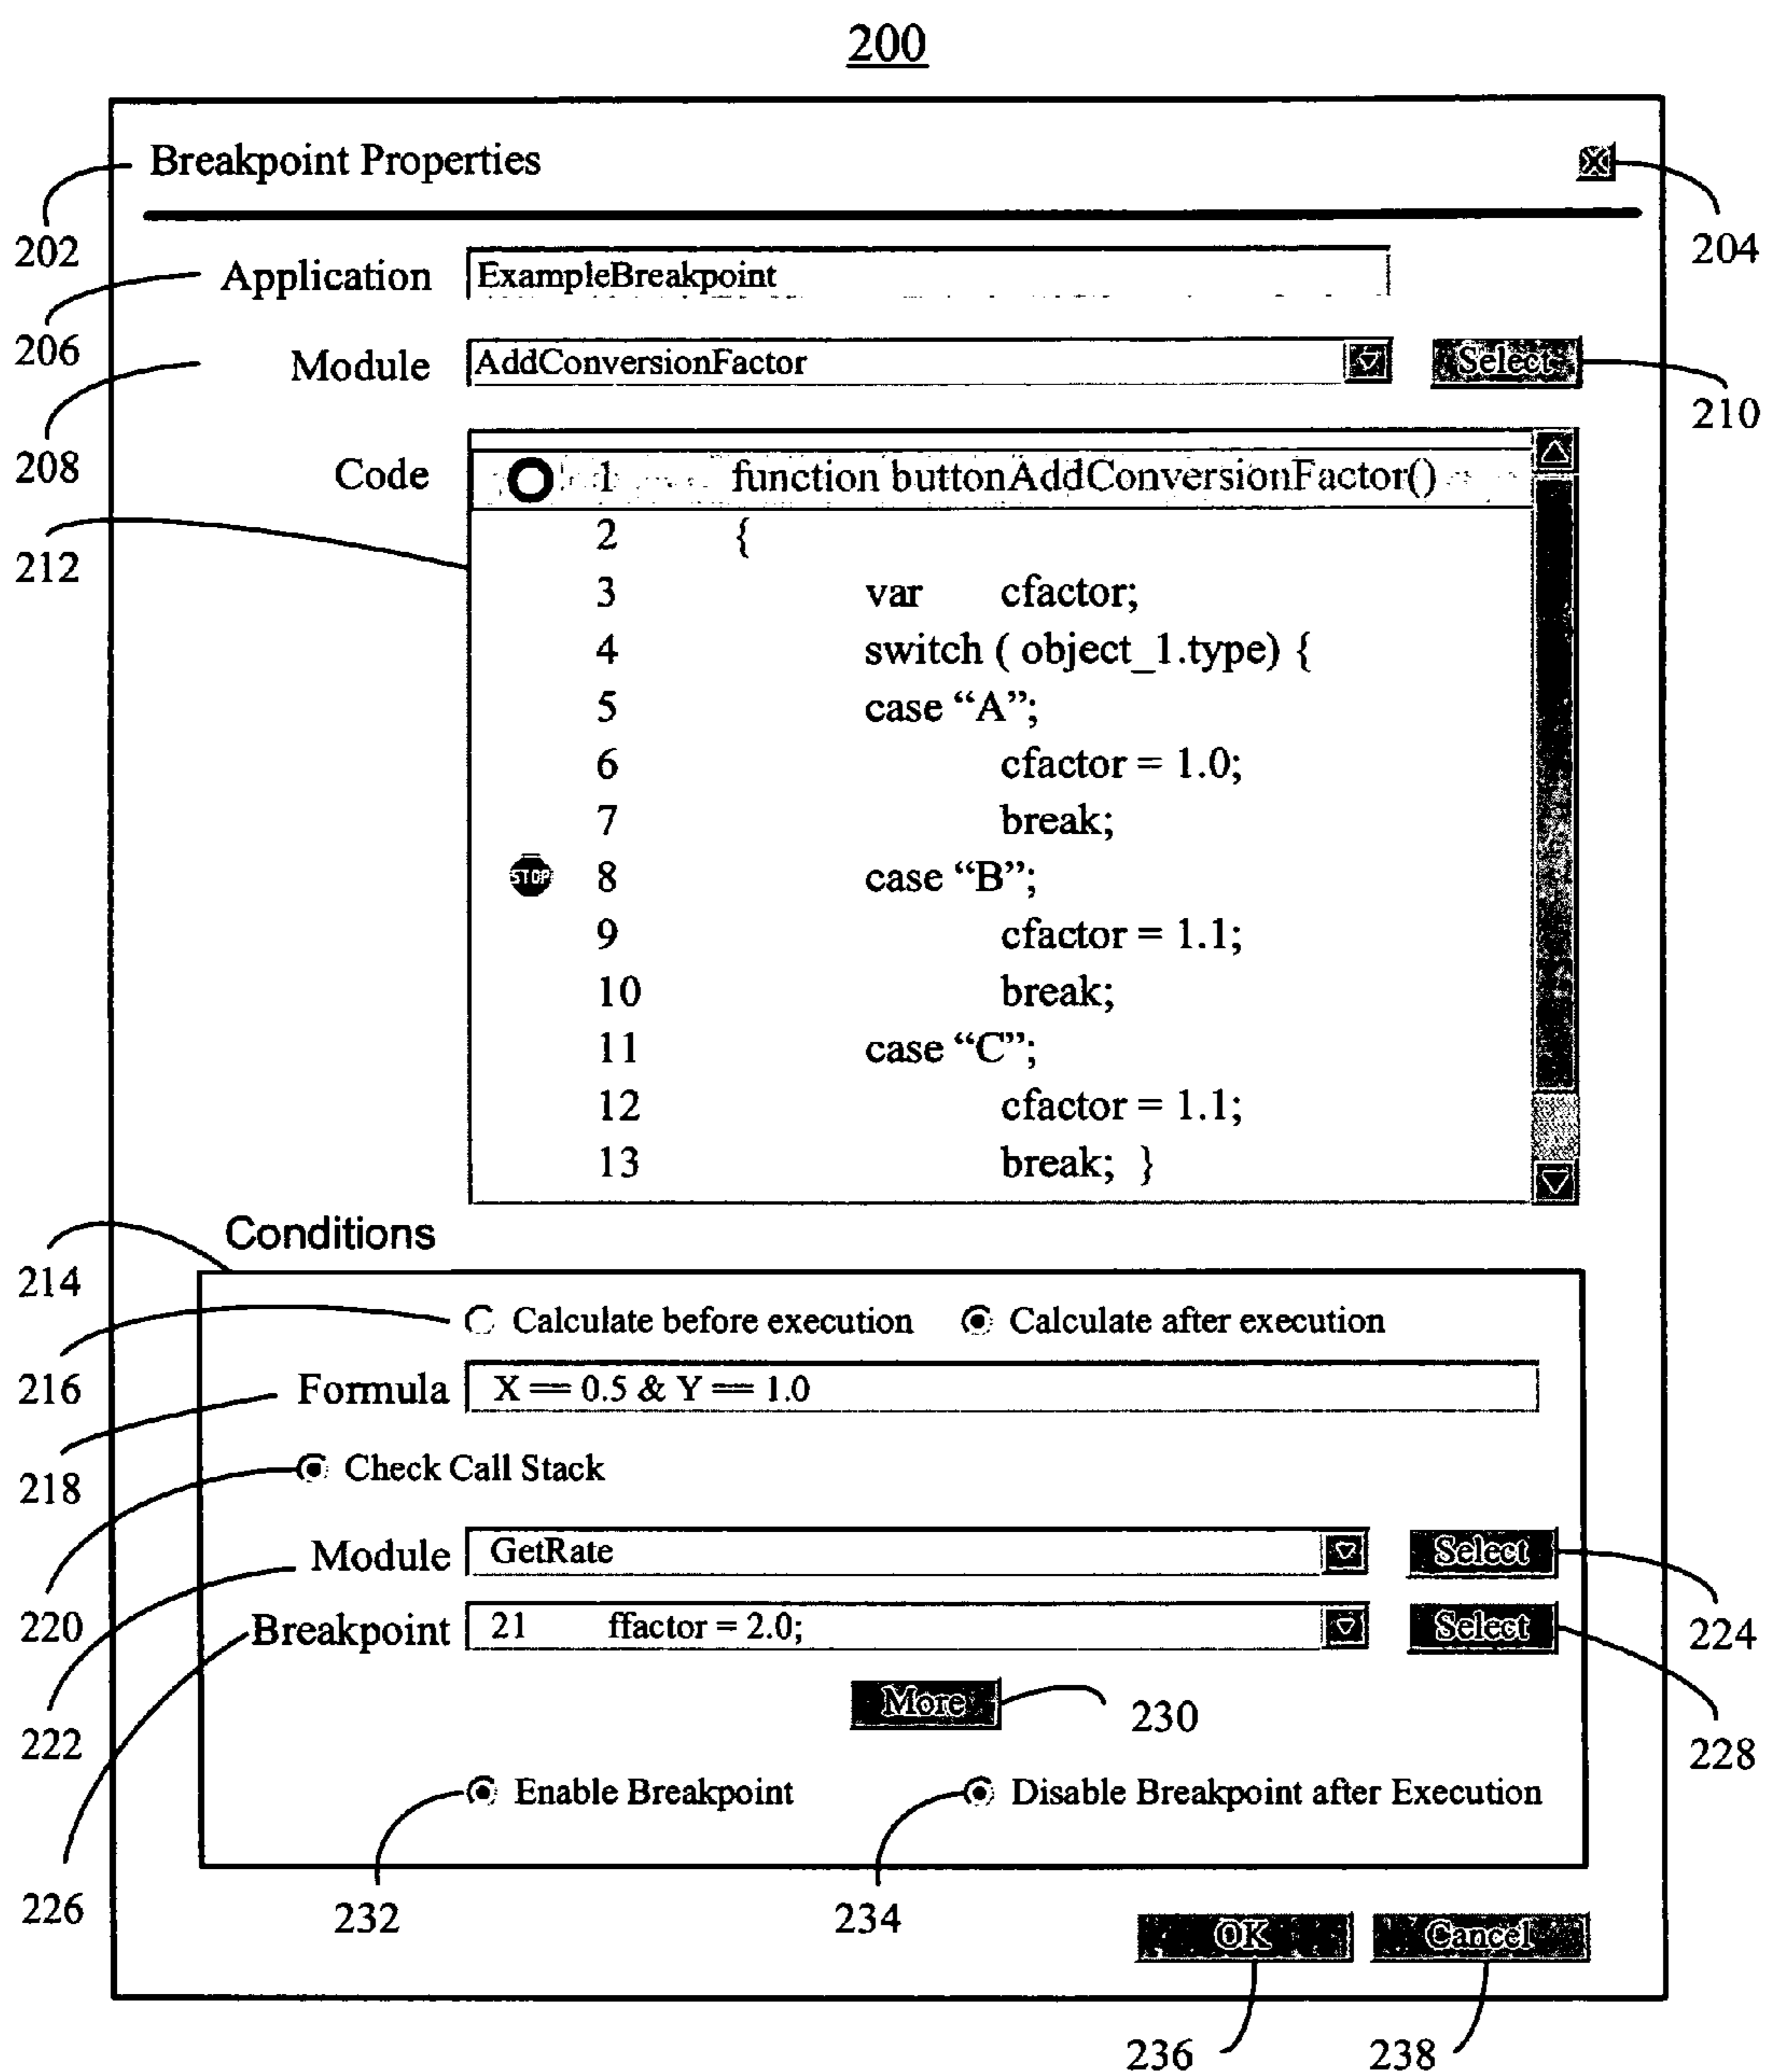 200
Breakpoint Properties
202
204
Application ExampleBreakpoint
206
Module AddConversionFactor Select
208
210
Code
212
1 function buttonAddConversionFactor()
2 {
3 var cfactor;
4 switch ( object_1.type) {
5 case “A”;
6 cfactor = 1.0;
7 break;
STOP 8 case “B”;
9 cfactor = 1.1;
10 break;
11 case “C”;
12 cfactor = 1.1;
13 break; }
Conditions
214
Calculate before execution Calculate after execution
216
Formula X == 0.5 & Y == 1.0
218
Check Call Stack
220
Module GetRate Select
222
224
Breakpoint 21 ffactor = 2.0; Select
226
228
More 230
Enable Breakpoint Disable Breakpoint after Execution
232
234
OK Cancel
236
238